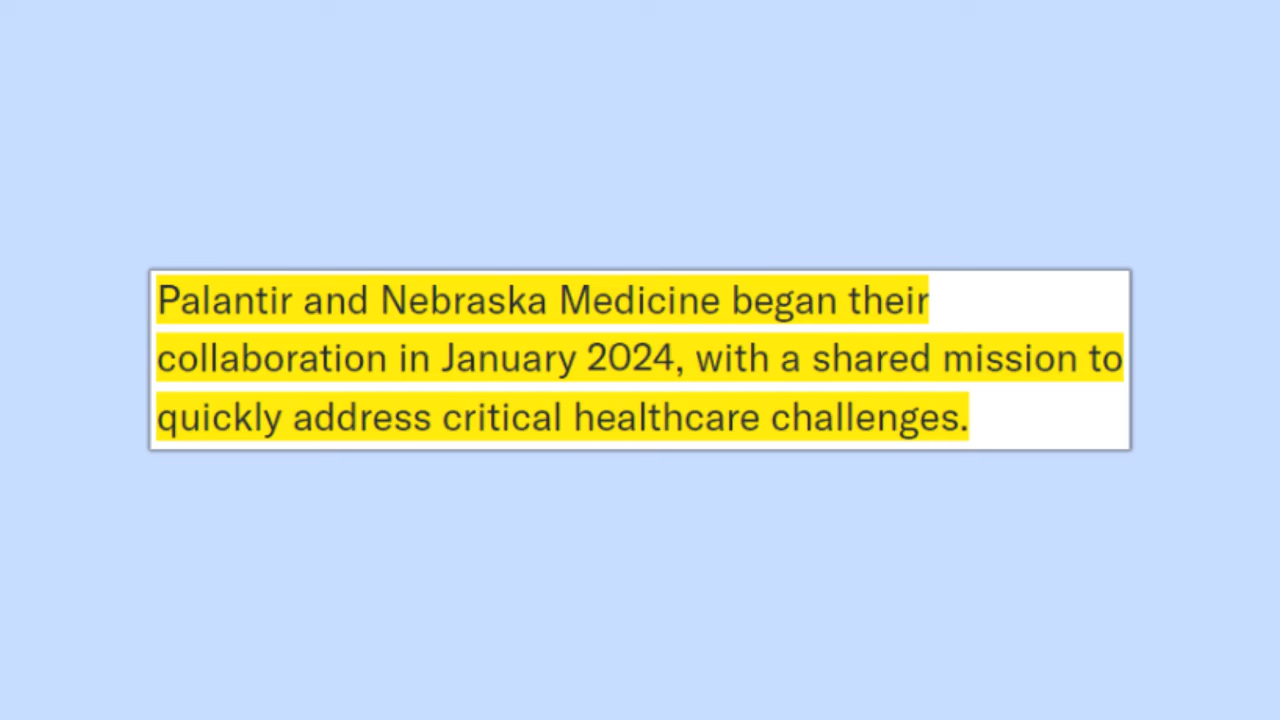 Palantir and Nebraska Medicine began their
collaboration in January 2024, with a shared mission to
quickly address critical healthcare challenges.